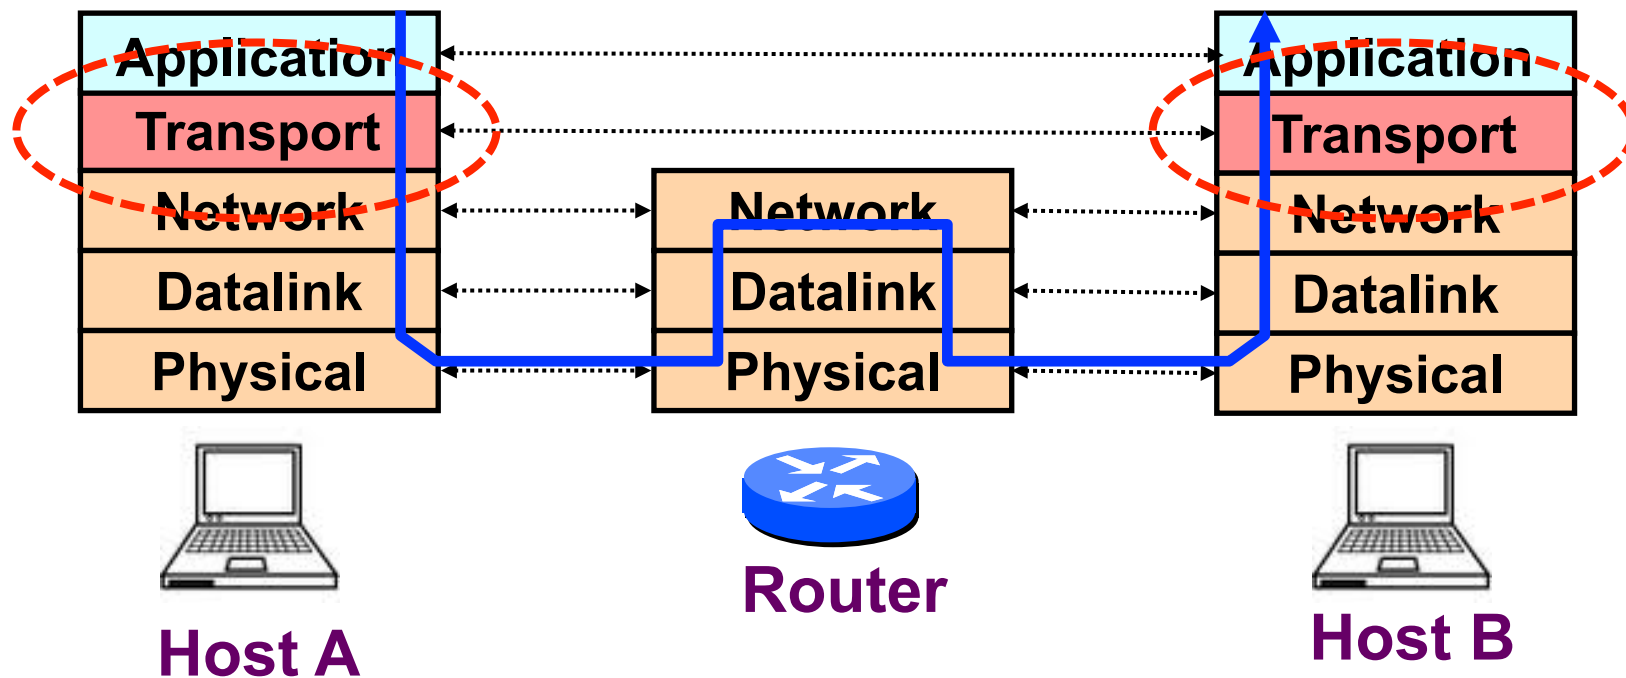 Application
Transport
Network
Datalink
Physical
Host A
Network
Datalink
Physical
Router
Application
Transport
Network
Datalink
Physical
Host B